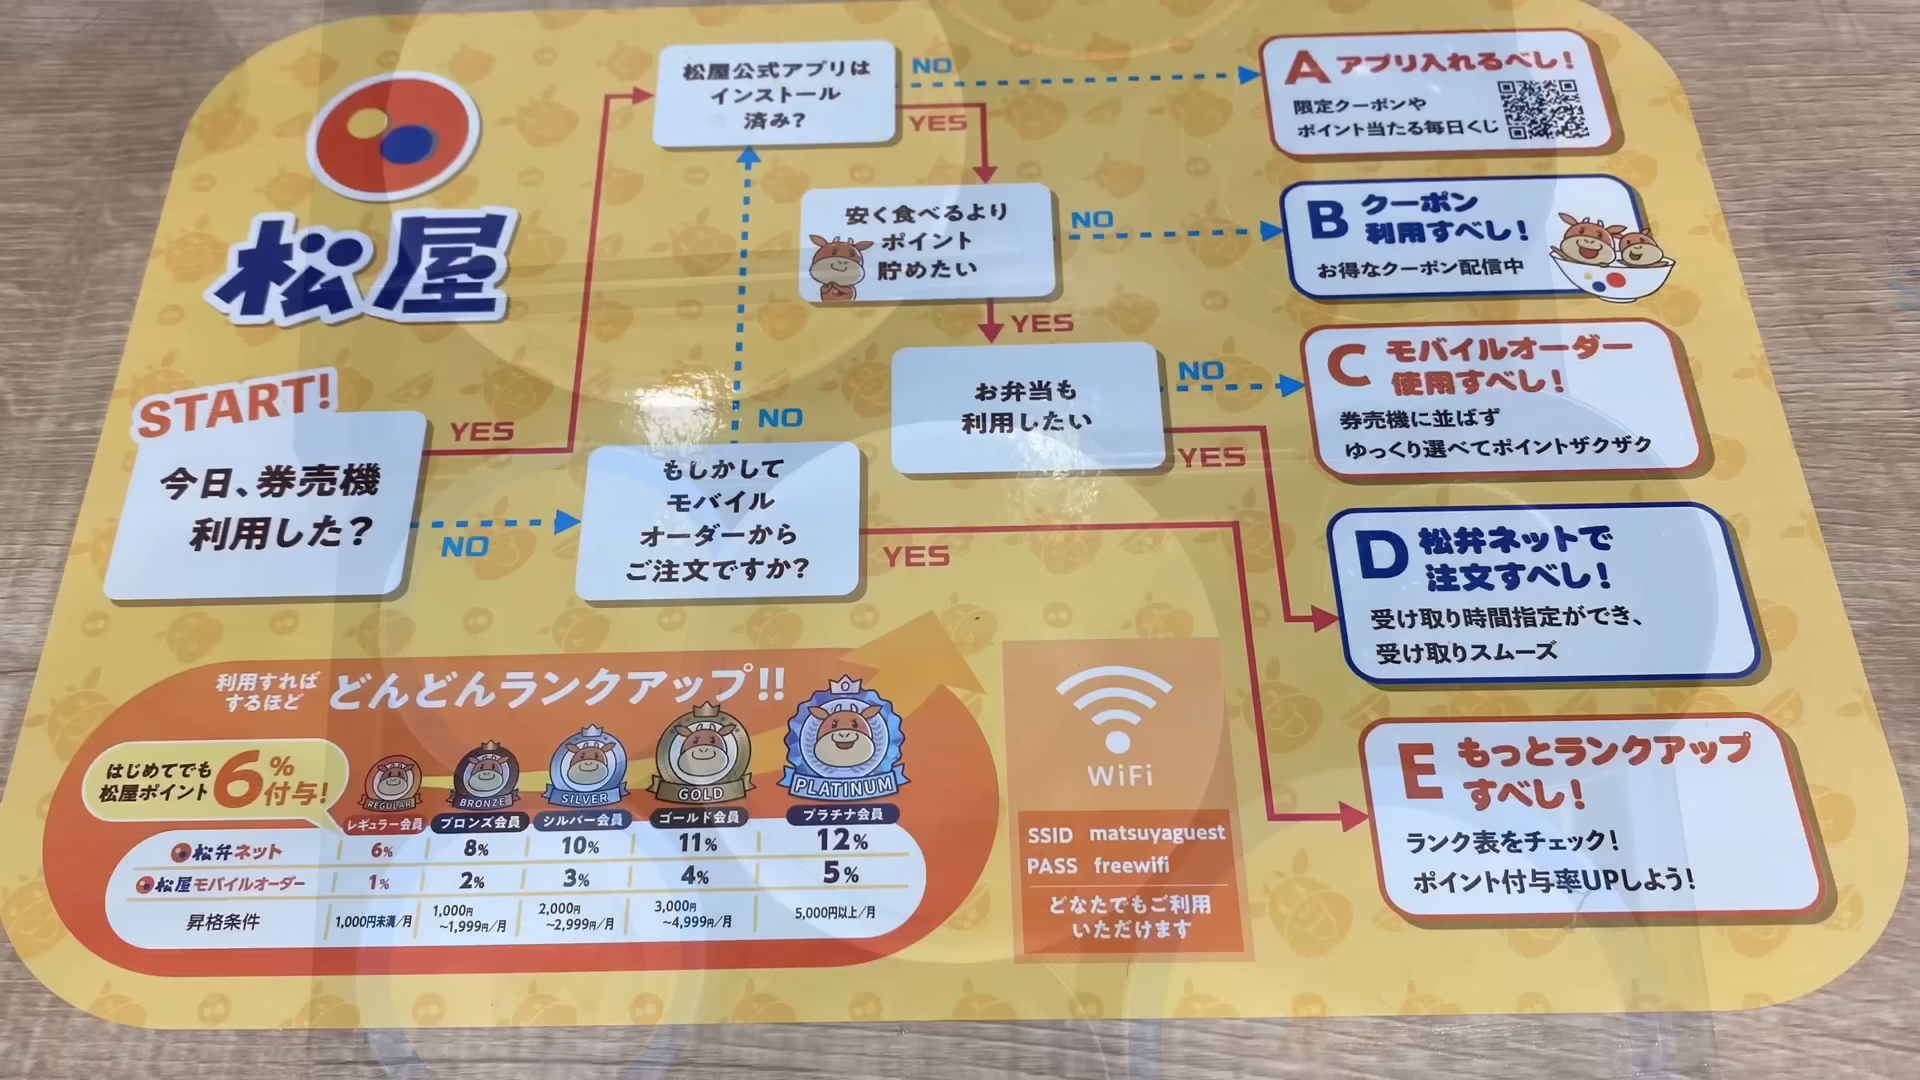 松屋
START!
今日、券売機
利用した?
YES
NO
松屋公式アプリは
インストール
済み?
NO
YES
もしかして
モバイル
オーダーから
ご注文ですか?
NO
YES
安く食べるより
ポイント
貯めたい
NO
YES
お弁当も
利用したい
NO
YES
A アプリ入れるべし!
限定クーポンや
ポイント当たる毎日くじ
B クーポン
利用すべし!
お得なクーポン配信中
C モバイルオーダー
使用すべし!
券売機に並ばず
ゆっくり選べてポイントザクザク
D 松弁ネットで
注文すべし!
受け取り時間指定ができ、
受け取りスムーズ
E もっとランクアップ
すべし!
ランク表をチェック!
ポイント付与率UPしよう!
利用すれば
するほど
どんどんランクアップ!!
はじめてでも
松屋ポイント
6%付与!
REGULAR BRONZE SILVER GOLD PLATINUM
レギュラー会員 ブロンズ会員 シルバー会員 ゴールド会員 プラチナ会員
松弁ネット 6% 8% 10% 11% 12%
松屋モバイルオーダー 1% 2% 3% 4% 5%
昇格条件 1,000円未満/月 1,000円~1,999円/月 2,000円~2,999円/月 3,000円~4,999円/月 5,000円以上/月
WiFi
SSID matsuyaguest
PASS freewifi
どなたでもご利用
いただけます